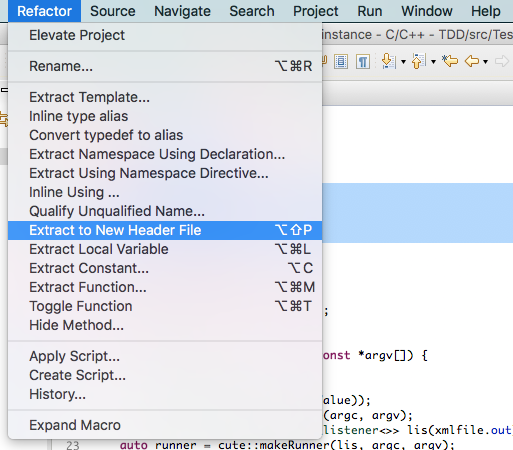 Refactor Source Navigate Search Project Run Window Help
Elevate Project
instance - C/C++ - TDD/src/Tes
Rename... ⌥⌘R
Extract Template...
Inline type alias
Convert typedef to alias
Extract Namespace Using Declaration...
Extract Using Namespace Directive...
Inline Using ...
Qualify Unqualified Name...
Extract to New Header File ⌥⇧P
Extract Local Variable ⌥⌘L
Extract Constant... ⌥C
Extract Function... ⌥⌘M
Toggle Function ⌥⌘T
;
Hide Method...
Apply Script... onst *argv[]) {
Create Script...
History... alue));
(argc, argv);
Expand Macro listener<>> lis(xmlfile.out
23 auto runner = cute::makeRunner(lis, argc, argv);